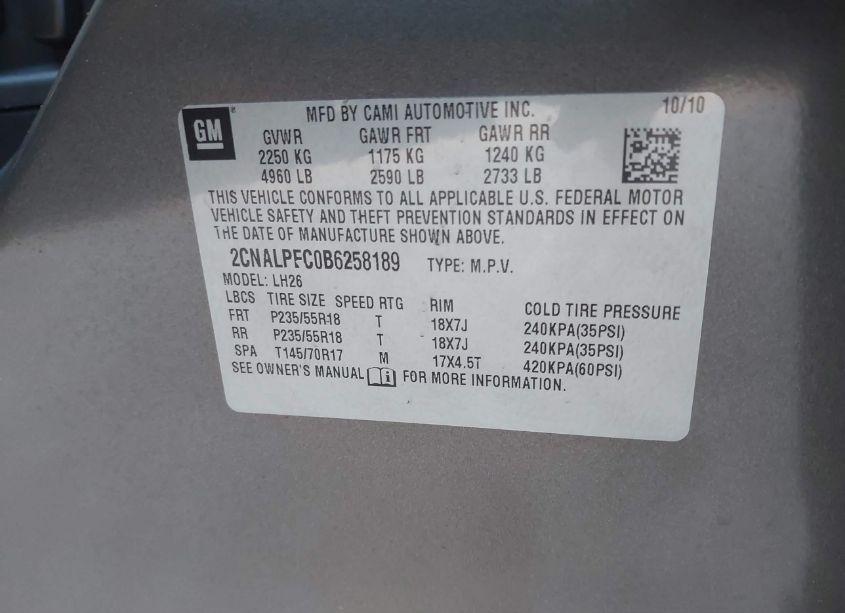 GM
MFD BY CAMI AUTOMOTIVE INC. 10/10
GVWR GAWR FRT GAWR RR
2250 KG 1175 KG 1240 KG
4960 LB 2590 LB 2733 LB
THIS VEHICLE CONFORMS TO ALL APPLICABLE U.S. FEDERAL MOTOR
VEHICLE SAFETY AND THEFT PREVENTION STANDARDS IN EFFECT ON
THE DATE OF MANUFACTURE SHOWN ABOVE.
2CNALPFC0B6258189 TYPE: M.P.V.
MODEL: LH26
LBCS TIRE SIZE SPEED RTG RIM COLD TIRE PRESSURE
FRT P235/55R18 T 18X7J 240KPA(35PSI)
RR P235/55R18 T 18X7J 240KPA(35PSI)
SPA T145/70R17 M 17X4.5T 420KPA(60PSI)
SEE OWNER'S MANUAL FOR MORE INFORMATION.